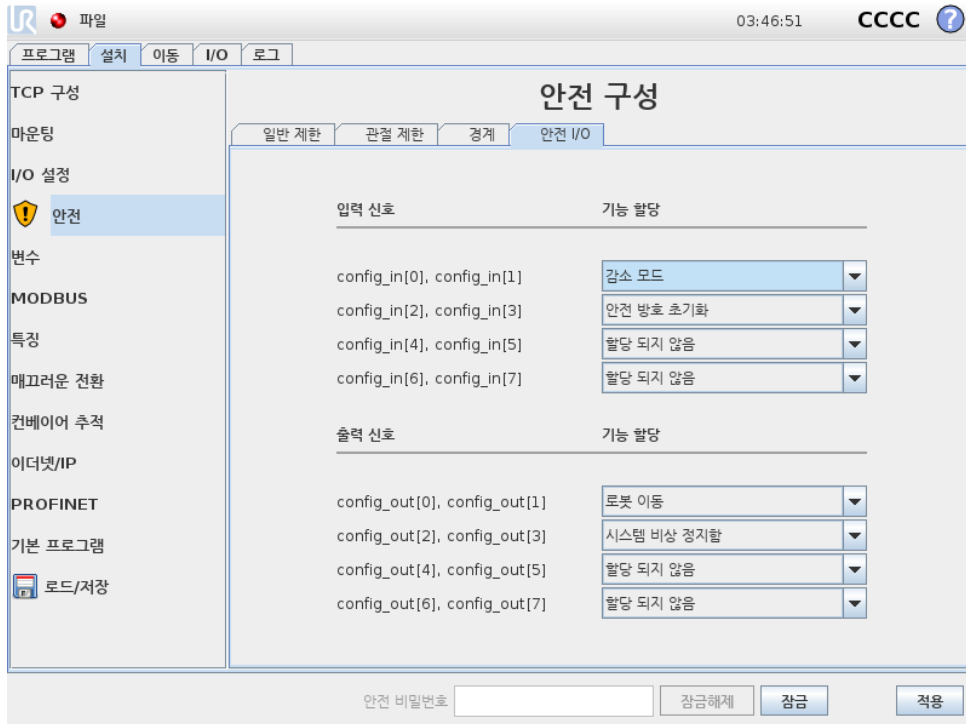 UR 파일 03:46:51 CCCC ?
프로그램 설치 이동 I/O 로그
TCP 구성
마운팅
I/O 설정
안전
변수
MODBUS
특징
매끄러운 전환
컨베이어 추적
이더넷/IP
PROFINET
기본 프로그램
로드/저장
안전 구성
일반 제한 관절 제한 경계 안전 I/O
입력 신호 기능 할당
config_in[0], config_in[1] 감소 모드
config_in[2], config_in[3] 안전 방호 초기화
config_in[4], config_in[5] 할당 되지 않음
config_in[6], config_in[7] 할당 되지 않음
출력 신호 기능 할당
config_out[0], config_out[1] 로봇 이동
config_out[2], config_out[3] 시스템 비상 정지함
config_out[4], config_out[5] 할당 되지 않음
config_out[6], config_out[7] 할당 되지 않음
안전 비밀번호 잠금해제 잠금 적용